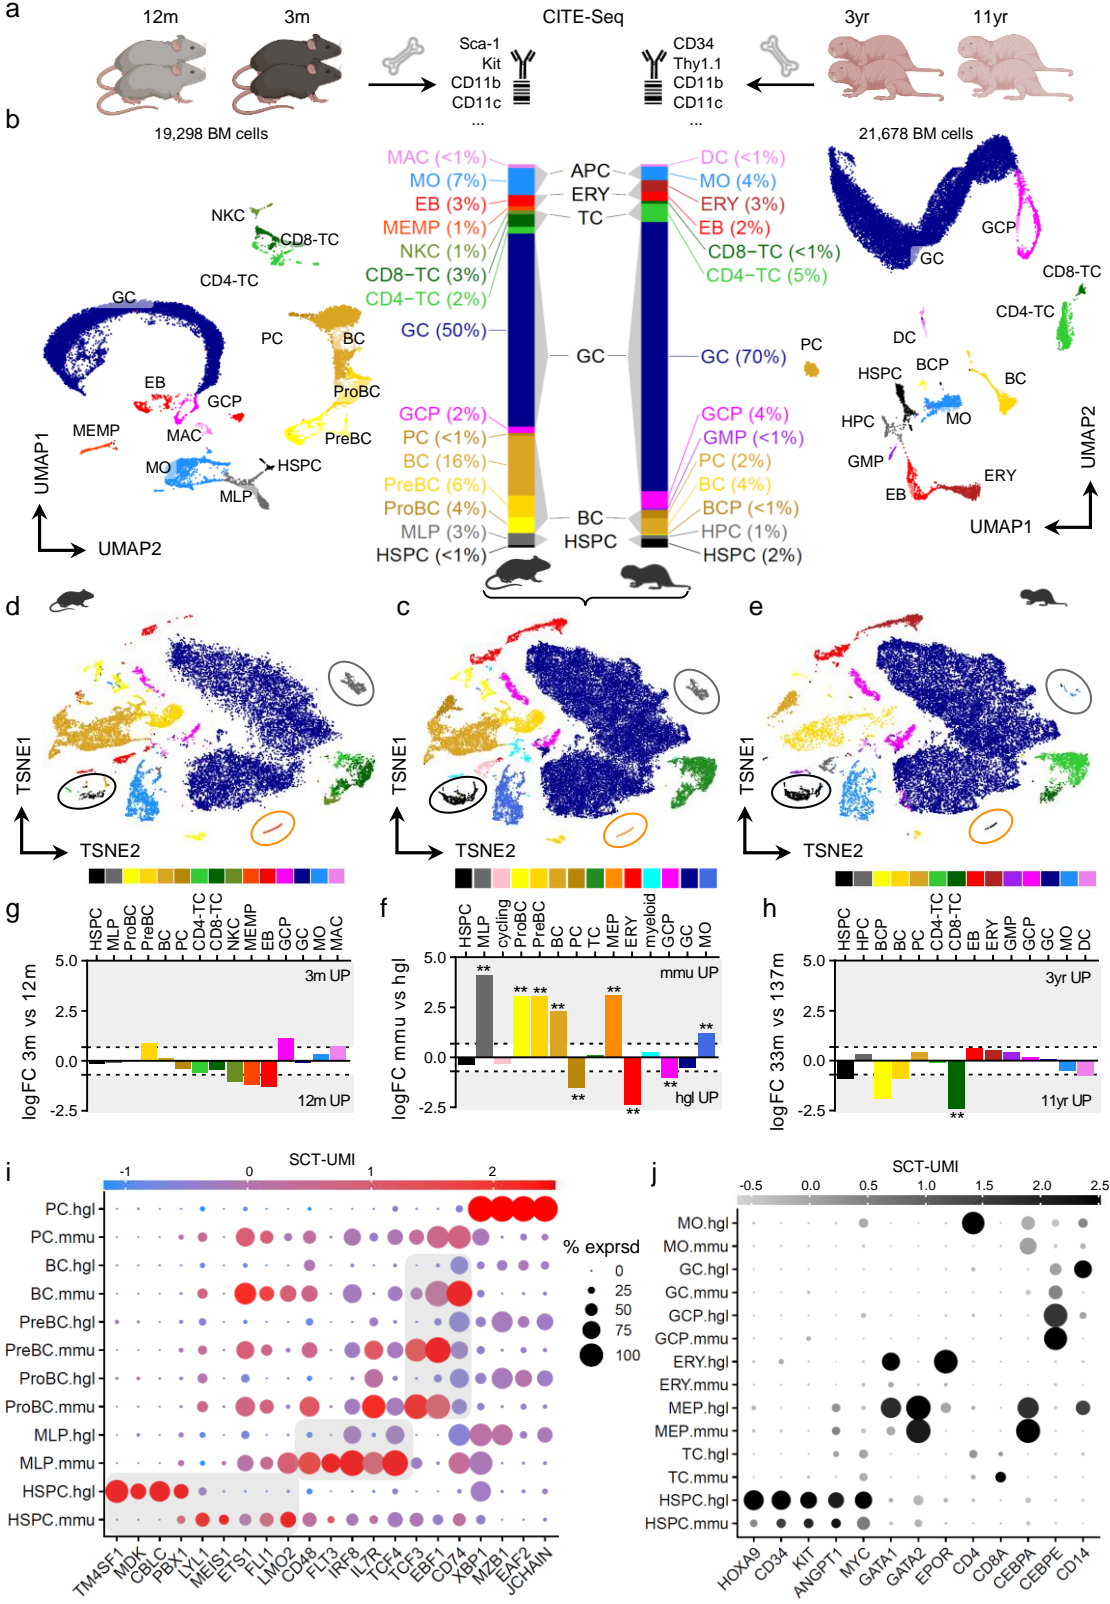 a
12m
3m
CITE-Seq
3yr
11yr
Sca-1
Kit
CD11b
CD11c
...
CD34
Thy1.1
CD11b
CD11c
...
b
19,298 BM cells
21,678 BM cells
NKC
CD8-TC
CD4-TC
GC
PC
BC
EB
GCP
ProBC
MEMP
MAC
PreBC
MO
HSPC
MLP
UMAP1
UMAP2
MAC (<1%)
MO (7%)
EB (3%)
MEMP (1%)
NKC (1%)
CD8−TC (3%)
CD4−TC (2%)
GC (50%)
GCP (2%)
PC (<1%)
BC (16%)
PreBC (6%)
ProBC (4%)
MLP (3%)
HSPC (<1%)
APC
ERY
TC
GC
BC
HSPC
DC (<1%)
MO (4%)
ERY (3%)
EB (2%)
CD8−TC (<1%)
CD4−TC (5%)
GC (70%)
GCP (4%)
GMP (<1%)
PC (2%)
BC (4%)
BCP (<1%)
HPC (1%)
HSPC (2%)
GCP
GC
CD8-TC
CD4-TC
DC
PC
BCP
HSPC
BC
HPC
MO
GMP
EB
ERY
UMAP2
UMAP1
d
TSNE1
TSNE2
c
TSNE1
TSNE2
e
TSNE1
TSNE2
g
HSPC
MLP
ProBC
PreBC
BC
PC
CD4-TC
CD8-TC
NKC
MEMP
EB
GCP
GC
MO
MAC
logFC 3m vs 12m
5.0
2.5
0.0
-2.5
3m UP
12m UP
f
HSPC
MLP
cycling
ProBC
PreBC
BC
PC
TC
MEP
ERY
myeloid
GCP
GC
MO
logFC mmu vs hgl
5.0
2.5
0.0
-2.5
mmu UP
hgl UP
**
**
**
**
**
**
**
**
**
h
HSPC
HPC
BCP
BC
PC
CD4-TC
CD8-TC
EB
ERY
GMP
GCP
GC
MO
DC
logFC 33m vs 137m
5.0
2.5
0.0
-2.5
3yr UP
11yr UP
**
i
SCT-UMI
-1
0
1
2
PC.hgl
PC.mmu
BC.hgl
BC.mmu
PreBC.hgl
PreBC.mmu
ProBC.hgl
ProBC.mmu
MLP.hgl
MLP.mmu
HSPC.hgl
HSPC.mmu
TM4SF1
MDK
CBLC
PBX1
LYL1
MEIS1
ETS1
FLI1
LMO2
CD48
FLT3
IRF8
IL7R
TCF4
TCF3
EBF1
CD74
XBP1
MZB1
EAF2
JCHAIN
% exprsd
0
25
50
75
100
j
SCT-UMI
-0.5
0.0
0.5
1.0
1.5
2.0
2.5
MO.hgl
MO.mmu
GC.hgl
GC.mmu
GCP.hgl
GCP.mmu
ERY.hgl
ERY.mmu
MEP.hgl
MEP.mmu
TC.hgl
TC.mmu
HSPC.hgl
HSPC.mmu
HOXA9
CD34
KIT
ANGPT1
MYC
GATA1
GATA2
EPOR
CD4
CD8A
CEBPA
CEBPE
CD14